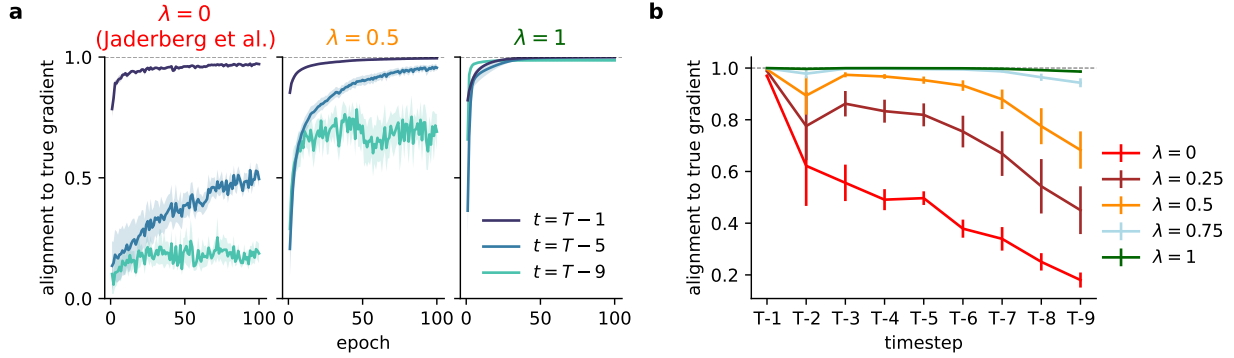 a
λ = 0
(Jaderberg et al.)
λ = 0.5
λ = 1
alignment to true gradient
1.0
0.5
0.0
t = T − 1
t = T − 5
t = T − 9
0 50 100
0 50 100
0 50 100
epoch
b
alignment to true gradient
1.0
0.8
0.6
0.4
0.2
T-1 T-2 T-3 T-4 T-5 T-6 T-7 T-8 T-9
timestep
λ = 0
λ = 0.25
λ = 0.5
λ = 0.75
λ = 1